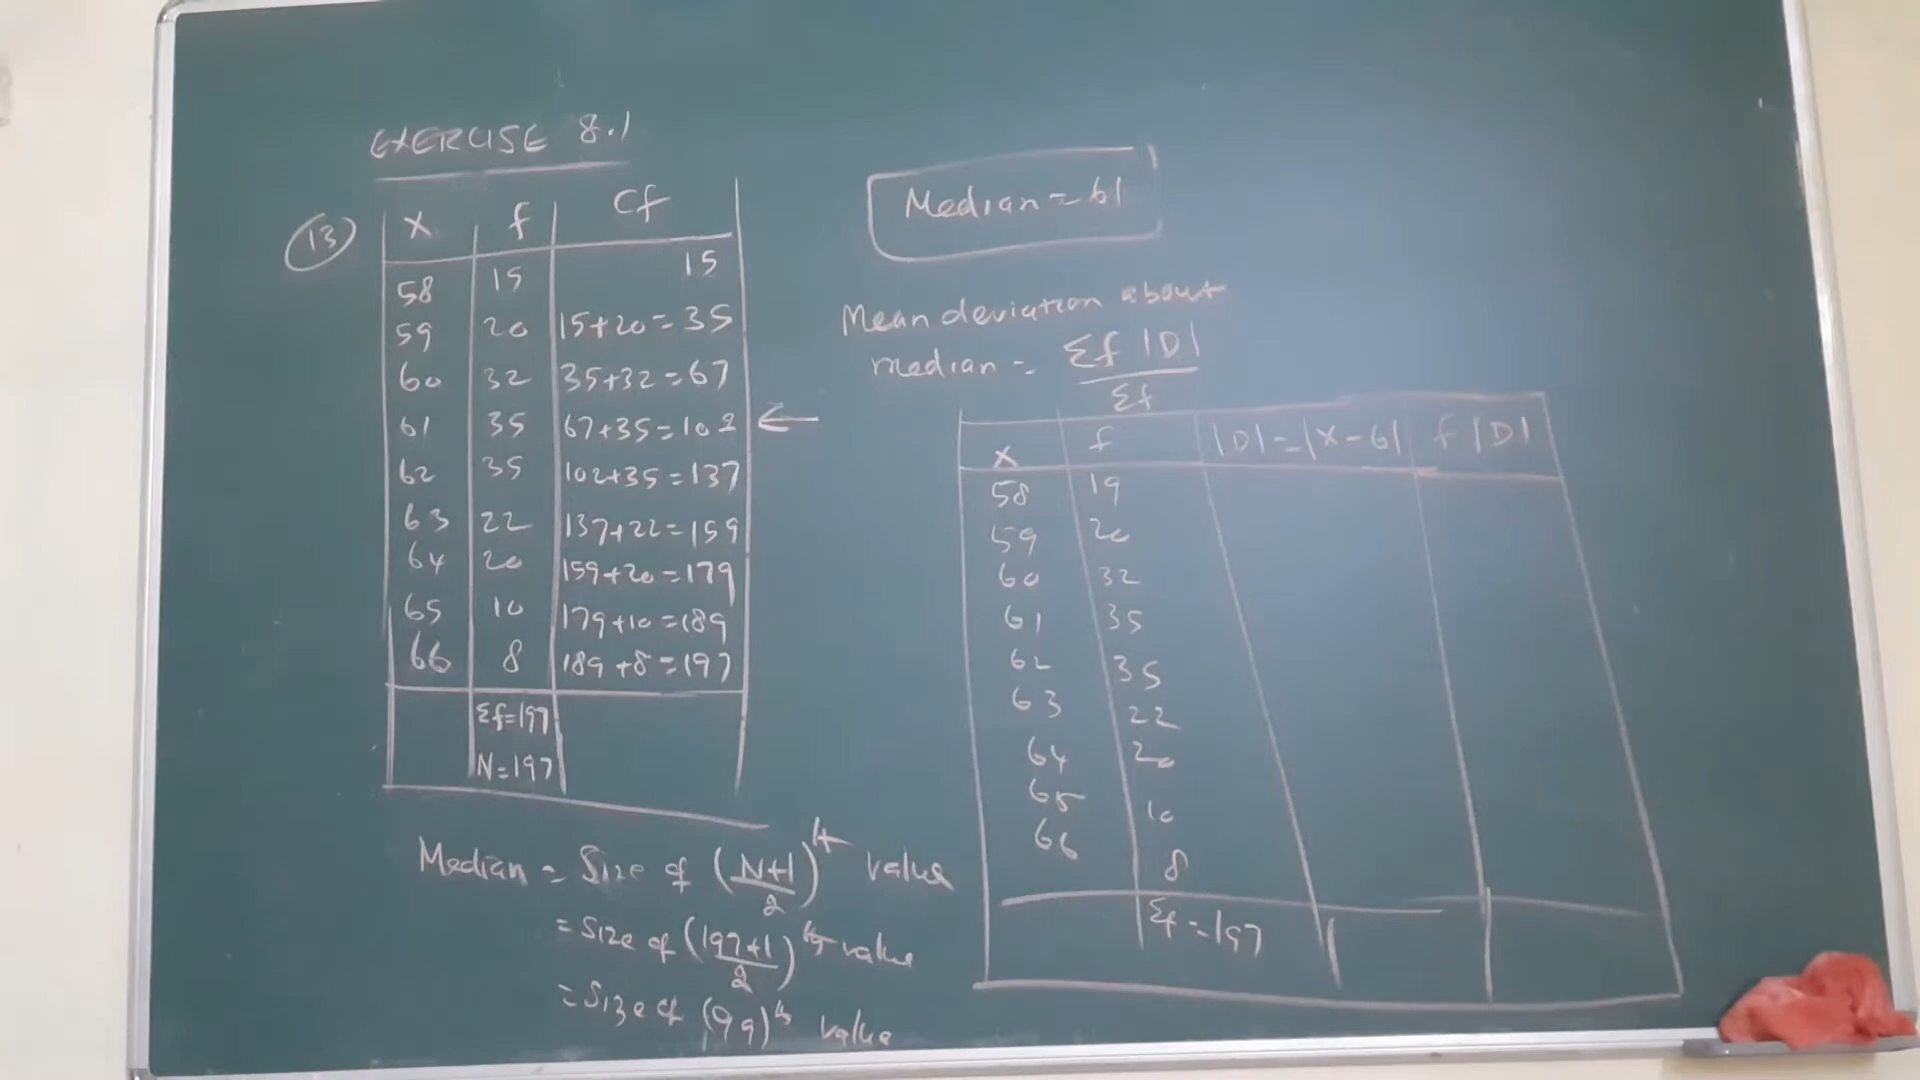 EXERCISE 8.1
13
x f Cf
58 15 15
59 20 15+20=35
60 32 35+32=67
61 35 67+35=102 ←
62 35 102+35=137
63 22 137+22=159
64 20 159+20=179
65 10 179+10=189
66 8 189+8=197
Σf=197
N=197
Median = Size of (N+1/2)th value
= Size of (197+1/2)th value
= Size of (99)th value
Median = 61
Mean deviation about
median = Σf|D|/Σf
x f |D|=|x-61 f|D|
58 19
59 20
60 32
61 35
62 35
63 22
64 20
65 10
66 8
Σf=197